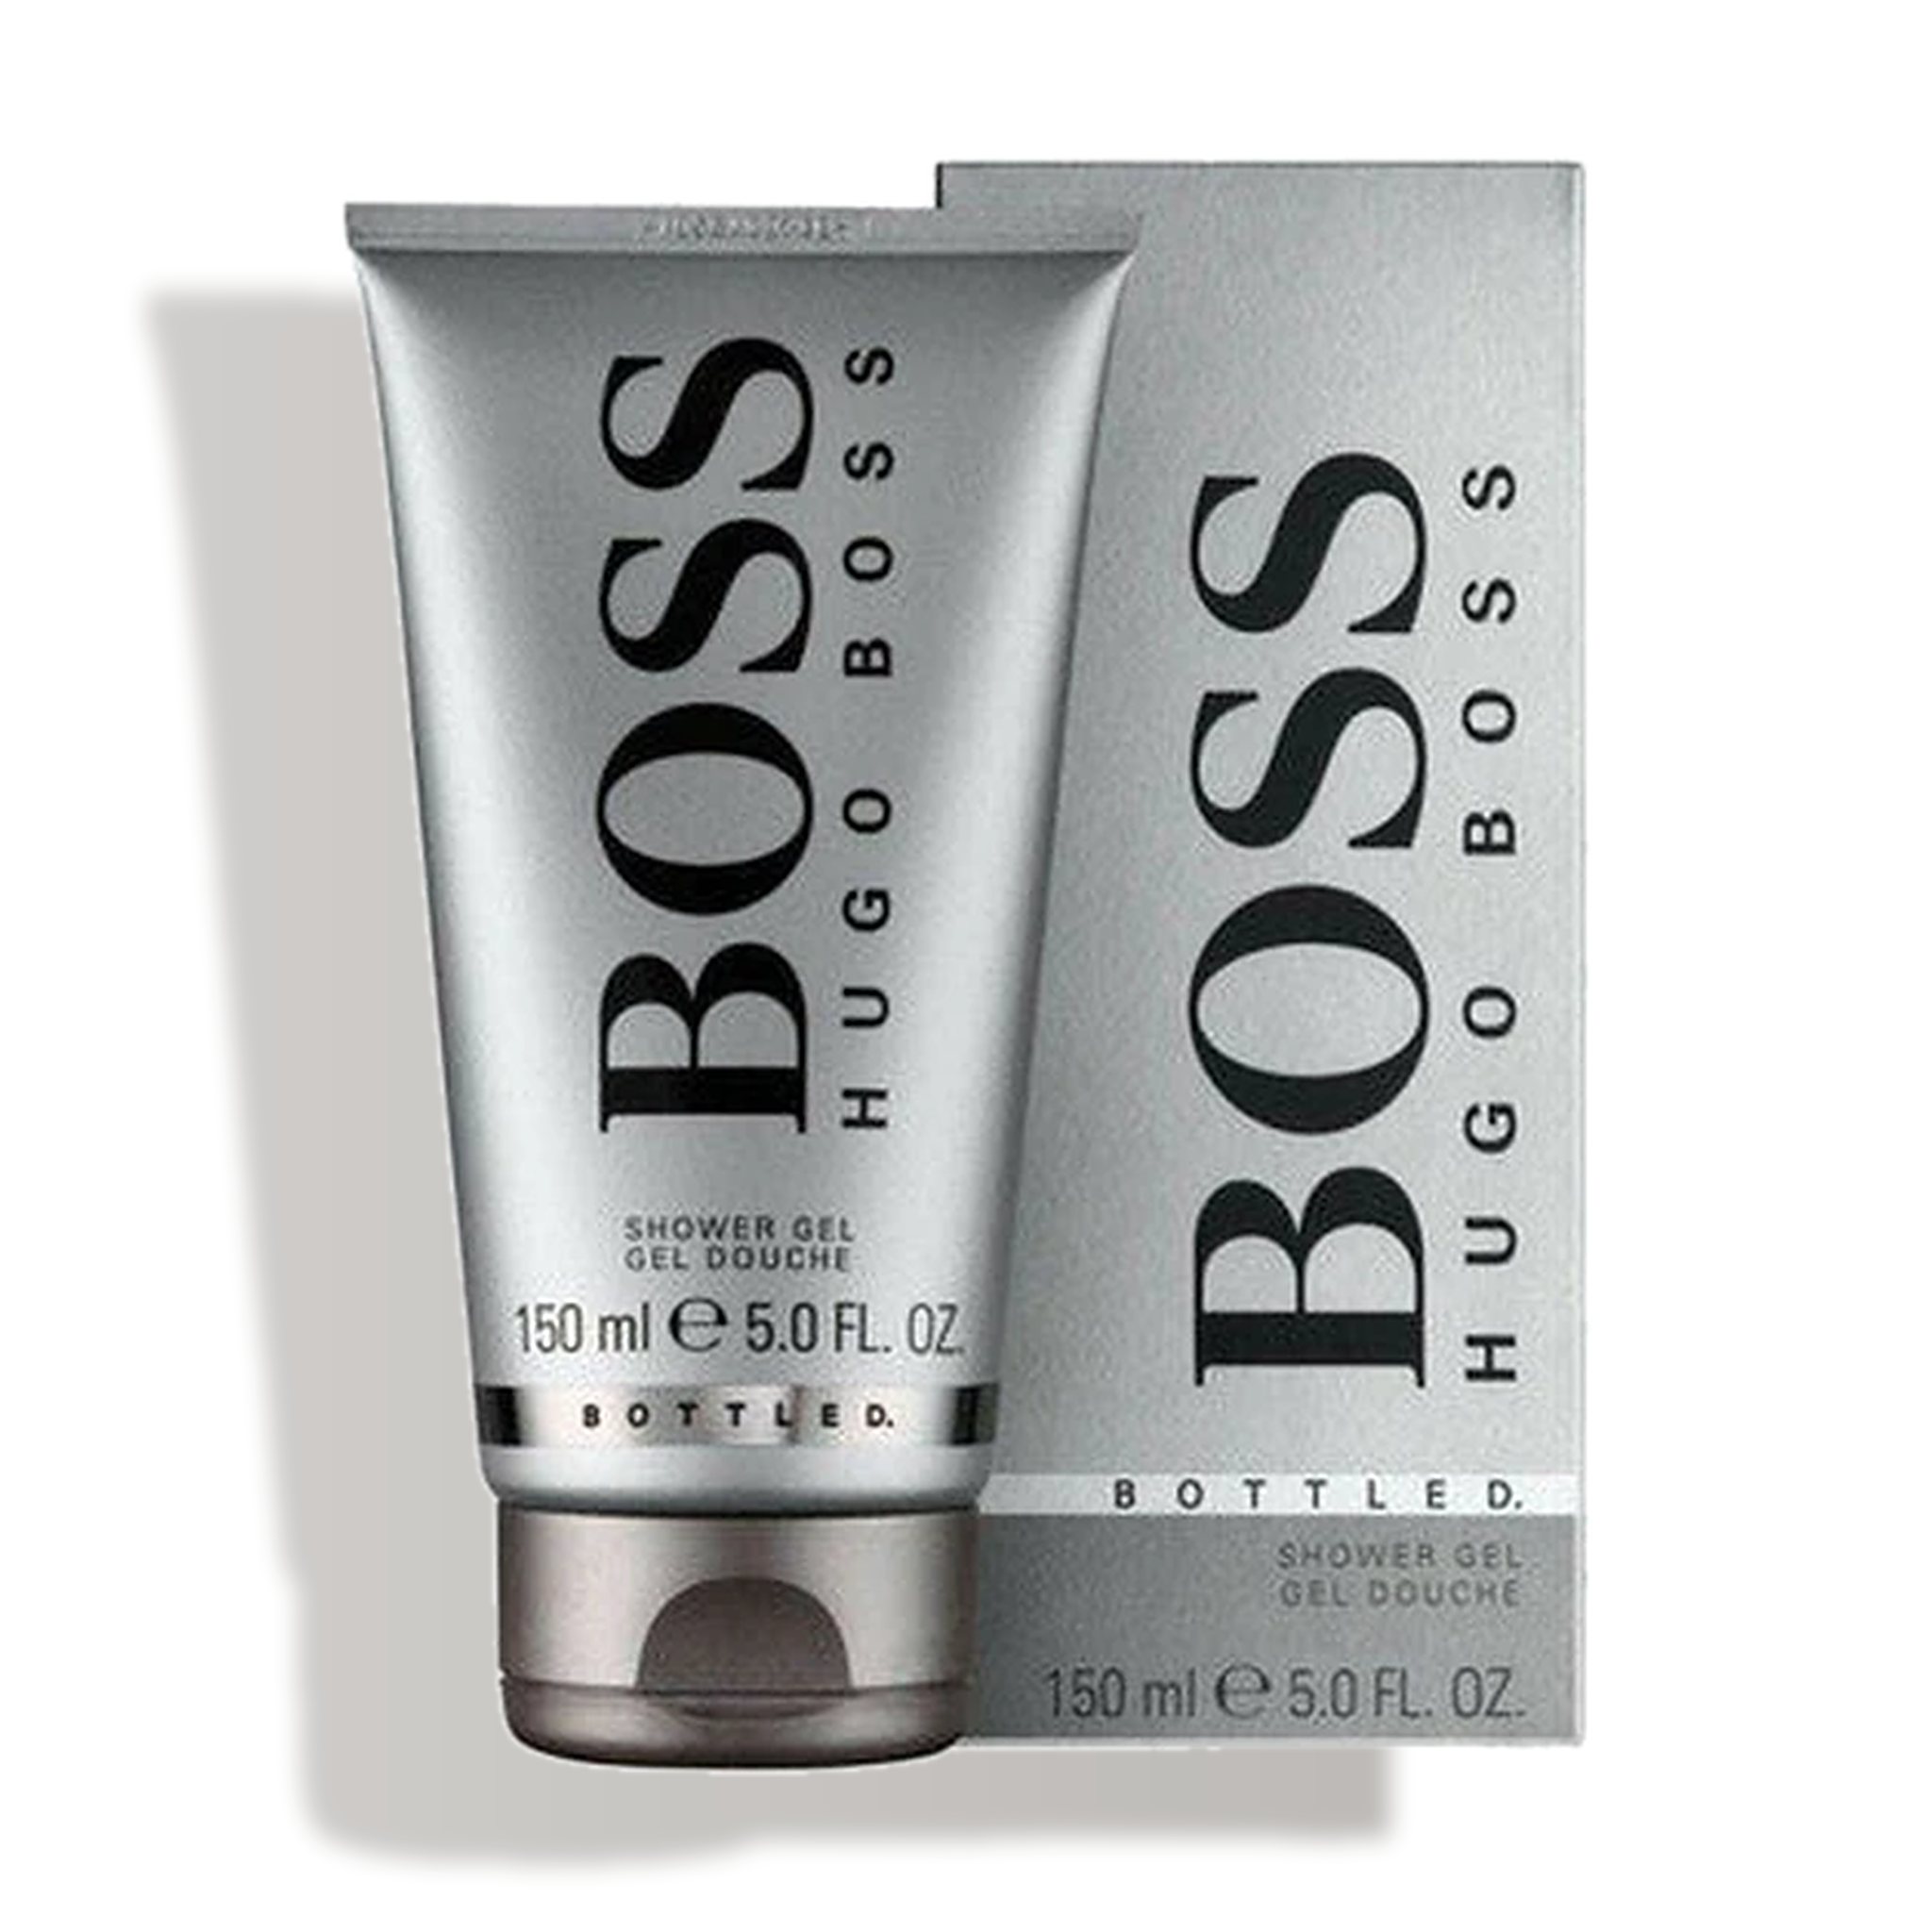 BOSS
HUGO BOSS
SHOWER GEL
GEL DOUCHE
150 ml ℮ 5.0 FL. OZ.
BOTTLED.
BOSS
HUGO BOSS
BOTTLED.
SHOWER GEL
GEL DOUCHE
150 ml ℮ 5.0 FL. OZ.